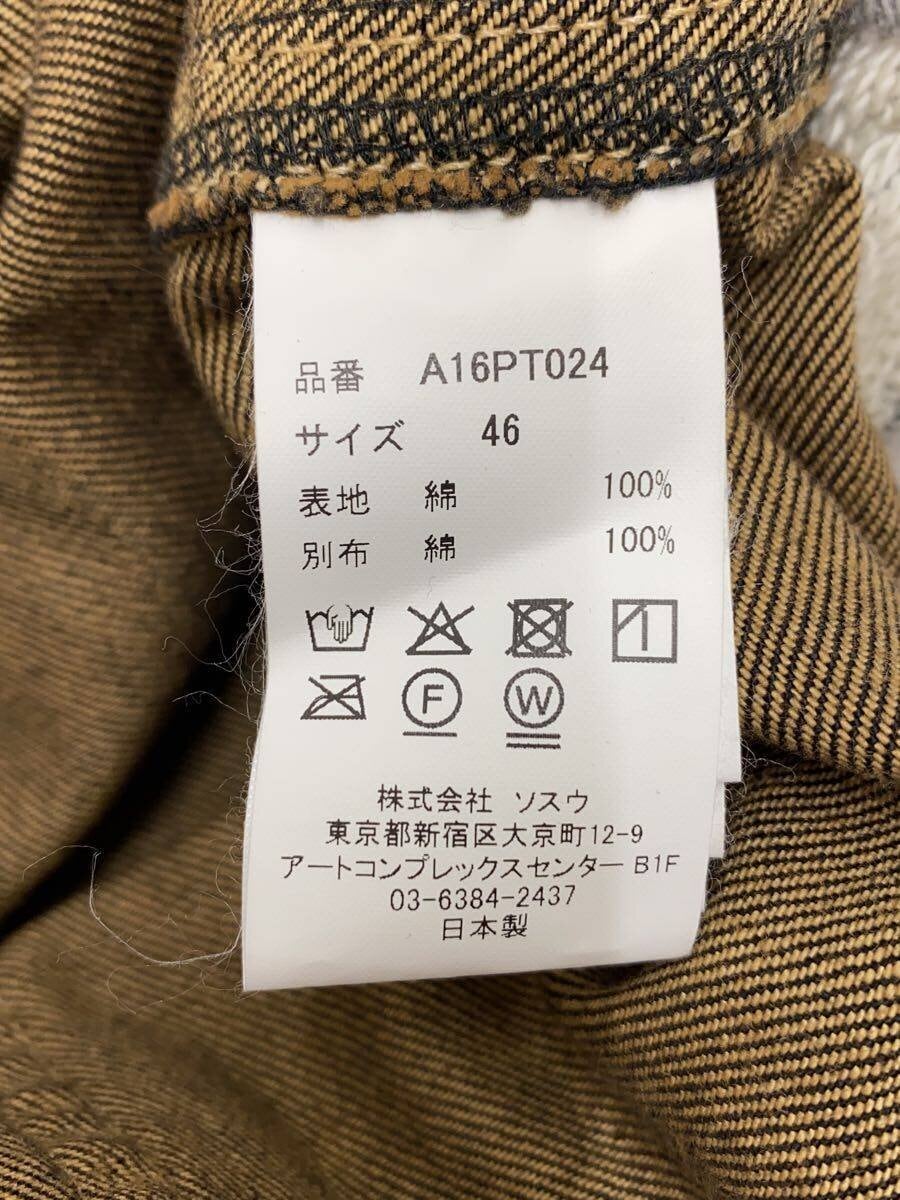 品番 A16PT024
サイズ 46
表地 綿 100%
別布 綿 100%
F W
株式会社 ソスウ
東京都新宿区大京町12-9
アートコンプレックスセンター B1F
03-6384-2437
日本製